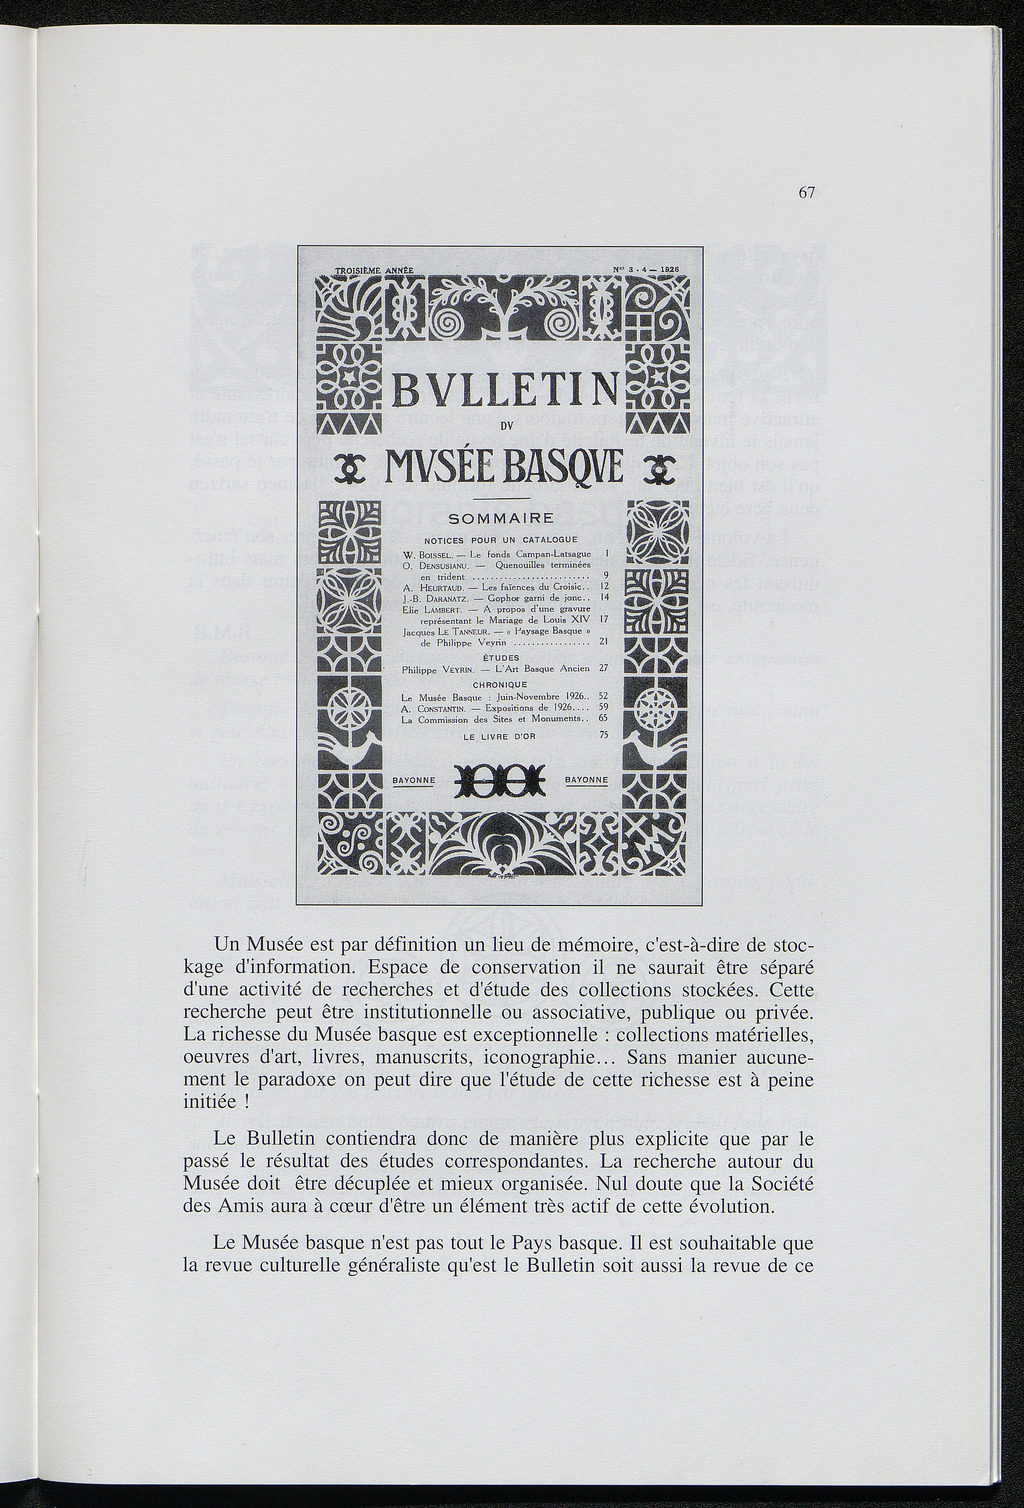 67
TROISIÈME ANNÉE
Nos 3 - 4 — 1926
BVLLETIN
DV
MVSÉE BASQVE
SOMMAIRE
NOTICES POUR UN CATALOGUE
W. BOISSEL. — Le fonds Campan-Latsague 1
O. DENSUSIANU. — Quenouilles terminées
en trident .......................... 9
A. HEURTAUD. — Les faïences du Croisic.. 12
J.-B. DARANATZ. — Gophor garni de jonc.. 14
Elie LAMBERT. — A propos d'une gravure
représentant le Mariage de Louis XIV 17
Jacques LE TANNEUR. — « Paysage Basque »
de Philippe Veyrin ................. 21
ÉTUDES
Philippe VEYRIN. — L'Art Basque Ancien 27
CHRONIQUE
Le Musée Basque : Juin-Novembre 1926.. 52
A. CONSTANTIN. — Expositions de 1926.... 59
La Commission des Sites et Monuments.. 65
LE LIVRE D'OR 75
BAYONNE BAYONNE
Un Musée est par définition un lieu de mémoire, c'est-à-dire de stoc-
kage d'information. Espace de conservation il ne saurait être séparé
d'une activité de recherches et d'étude des collections stockées. Cette
recherche peut être institutionnelle ou associative, publique ou privée.
La richesse du Musée basque est exceptionnelle : collections matérielles,
oeuvres d'art, livres, manuscrits, iconographie... Sans manier aucune-
ment le paradoxe on peut dire que l'étude de cette richesse est à peine
initiée !
Le Bulletin contiendra donc de manière plus explicite que par le
passé le résultat des études correspondantes. La recherche autour du
Musée doit être décuplée et mieux organisée. Nul doute que la Société
des Amis aura à cœur d'être un élément très actif de cette évolution.
Le Musée basque n'est pas tout le Pays basque. Il est souhaitable que
la revue culturelle généraliste qu'est le Bulletin soit aussi la revue de ce